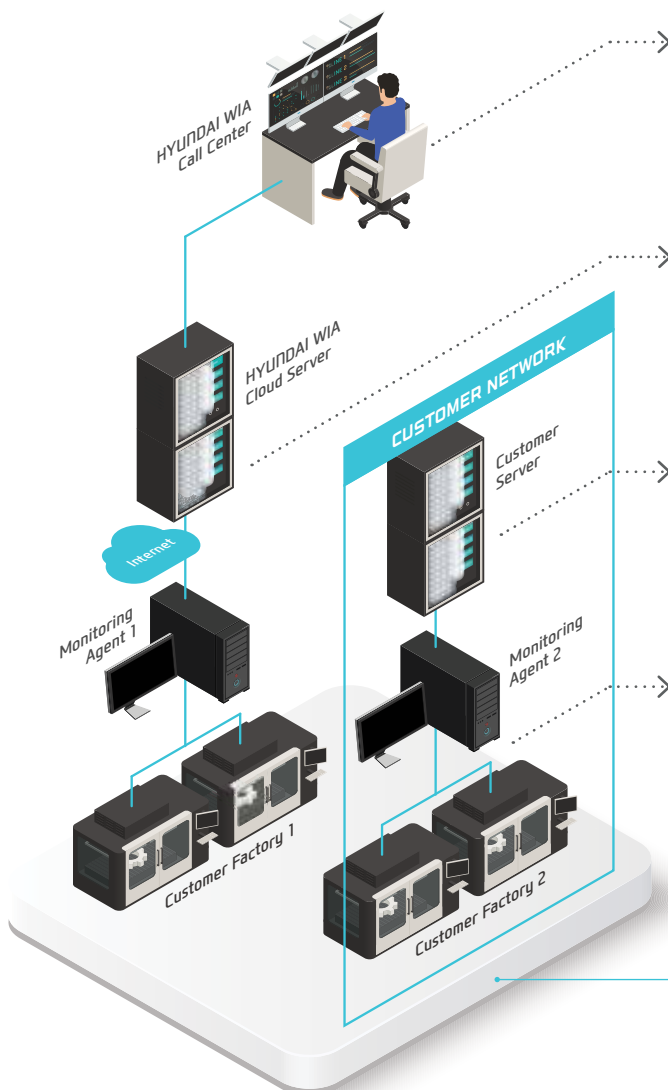 HYUNDAI WIA
Call Center
HYUNDAI WIA
Cloud Server
CUSTOMER NETWORK
Customer
Server
Internet
Monitoring
Agent 1
Monitoring
Agent 2
Customer Factory 1
Customer Factory 2